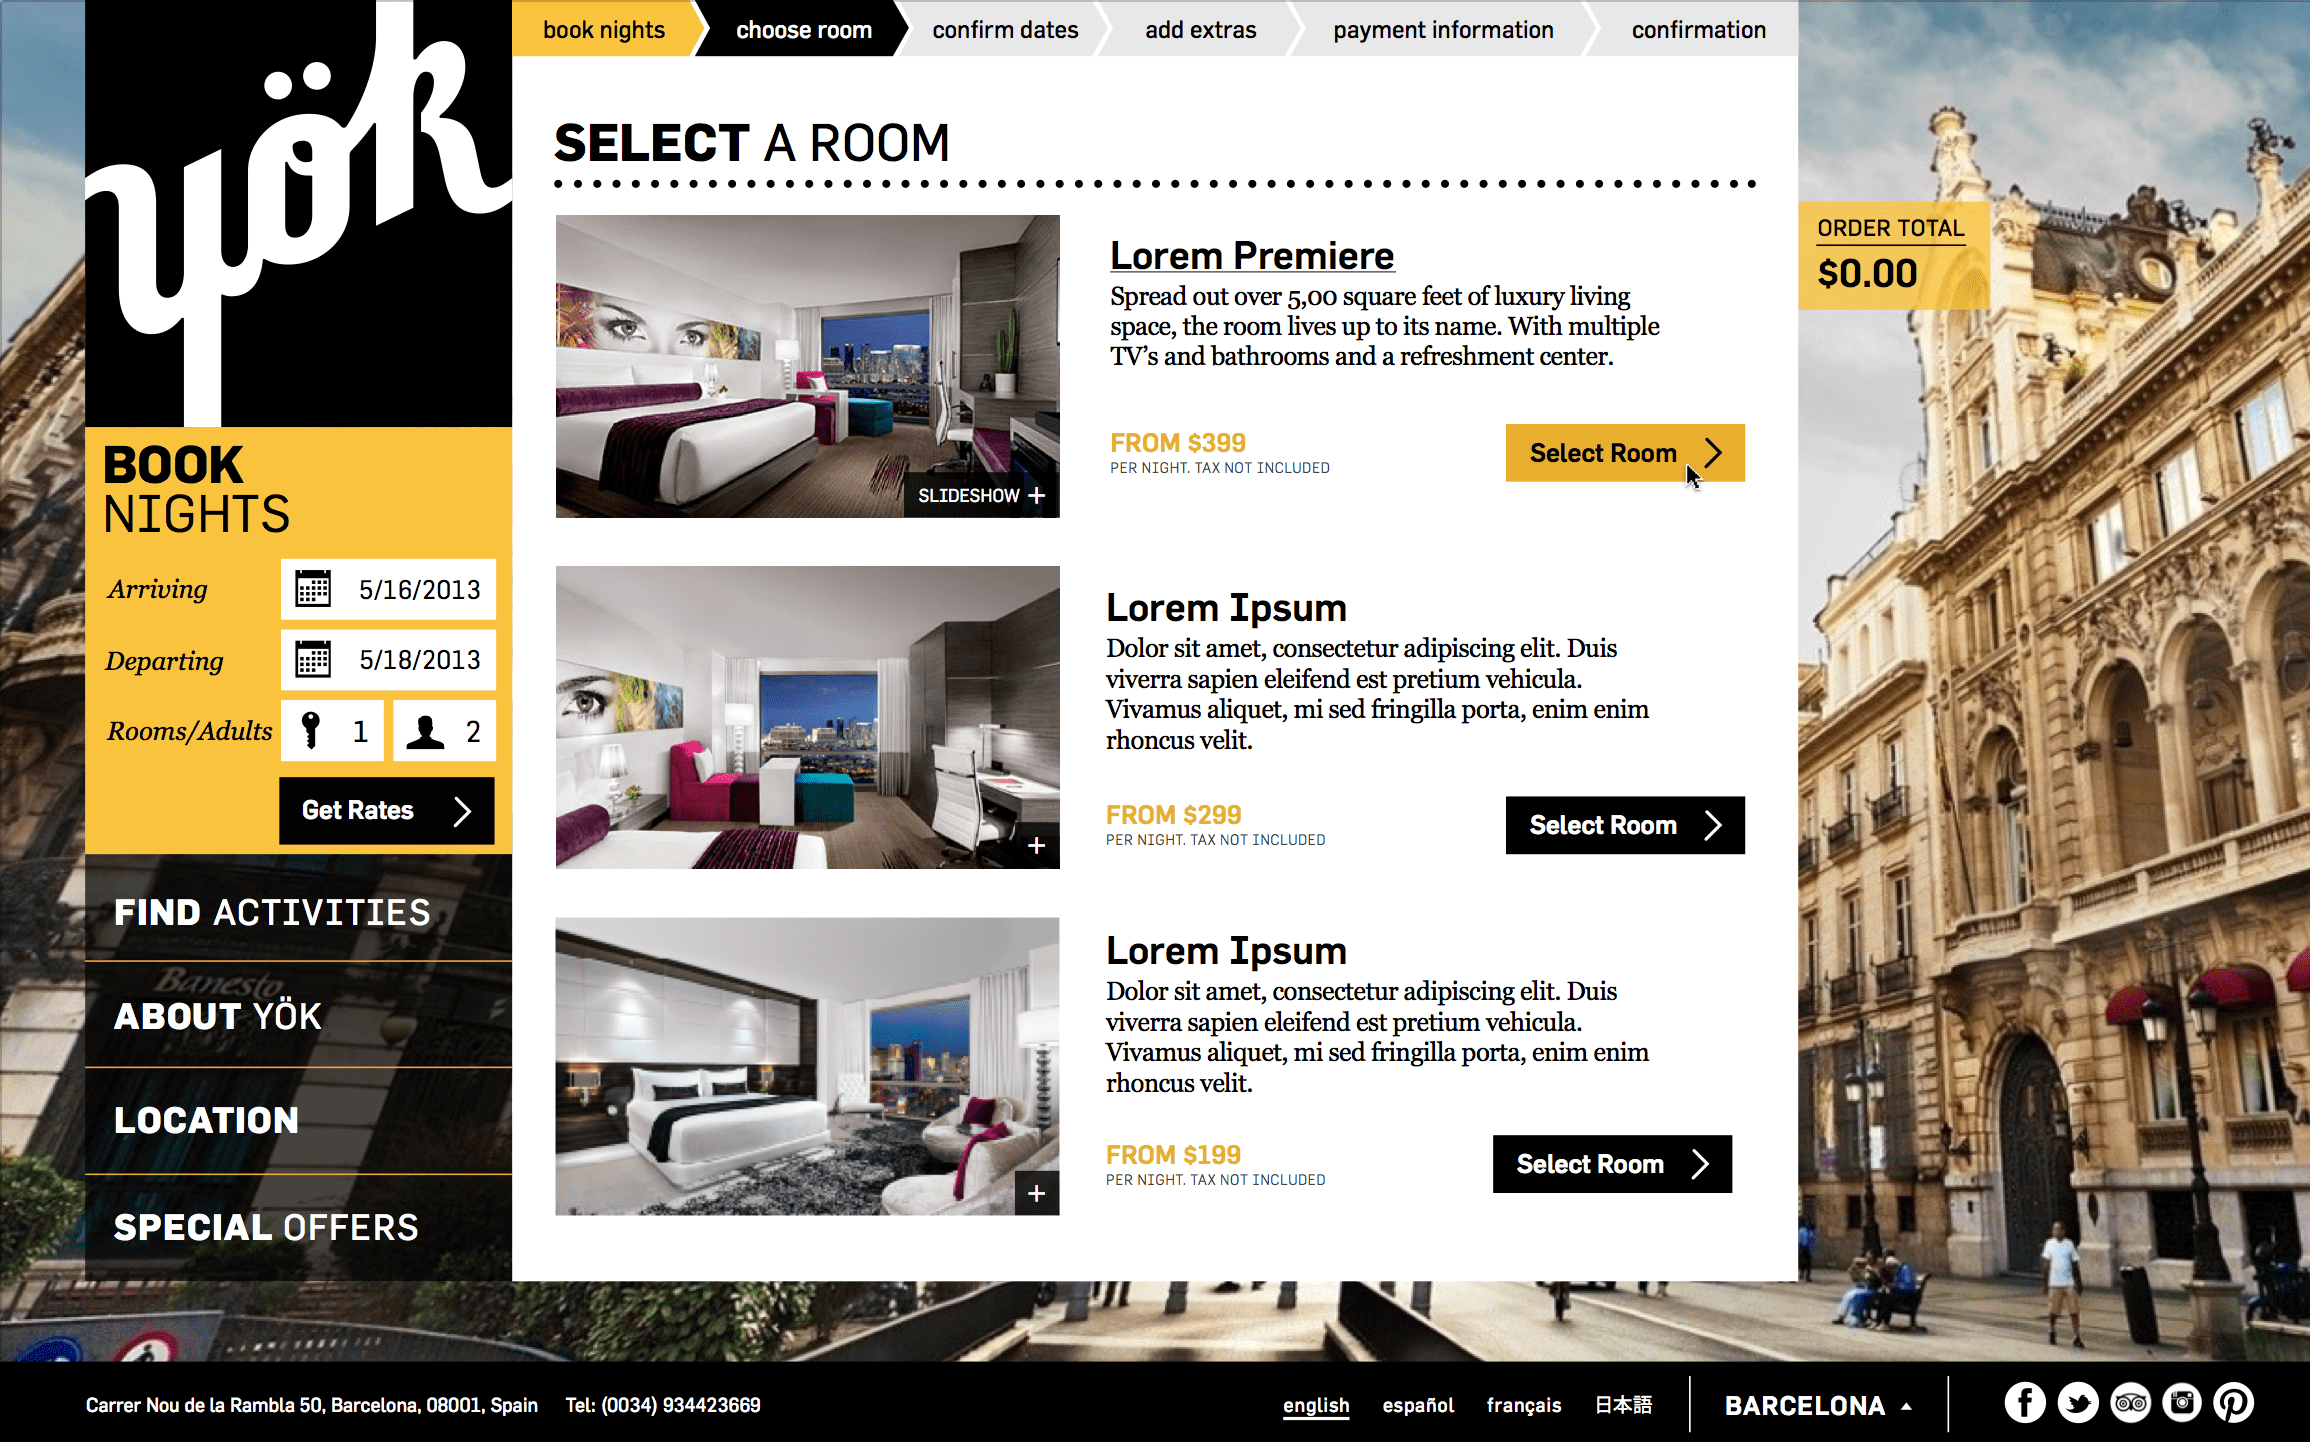 yök
book nights
choose room
confirm dates
add extras
payment information
confirmation
SELECT A ROOM
Lorem Premiere
Spread out over 5,00 square feet of luxury living
space, the room lives up to its name. With multiple
TV’s and bathrooms and a refreshment center.
FROM $399
PER NIGHT. TAX NOT INCLUDED
Select Room
SLIDESHOW +
Lorem Ipsum
Dolor sit amet, consectetur adipiscing elit. Duis
viverra sapien eleifend est pretium vehicula.
Vivamus aliquet, mi sed fringilla porta, enim enim
rhoncus velit.
FROM $299
PER NIGHT. TAX NOT INCLUDED
Select Room
+
Lorem Ipsum
Dolor sit amet, consectetur adipiscing elit. Duis
viverra sapien eleifend est pretium vehicula.
Vivamus aliquet, mi sed fringilla porta, enim enim
rhoncus velit.
FROM $199
PER NIGHT. TAX NOT INCLUDED
Select Room
+
ORDER TOTAL
$0.00
BOOK
NIGHTS
Arriving 5/16/2013
Departing 5/18/2013
Rooms/Adults 1 2
Get Rates
FIND ACTIVITIES
Banesto
ABOUT YÖK
LOCATION
SPECIAL OFFERS
Carrer Nou de la Rambla 50, Barcelona, 08001, Spain Tel: (0034) 934423669
english español français 日本語
BARCELONA